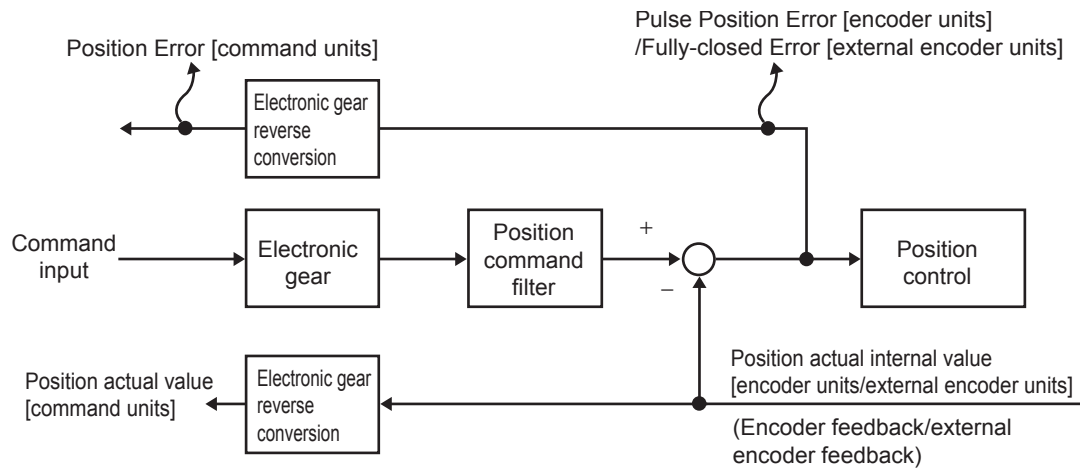 Pulse Position Error [encoder units]
/Fully-closed Error [external encoder units]
Position Error [command units]
Electronic gear
reverse
conversion
Command
input
Electronic
gear
Position
command
filter
+
−
Position
control
Position actual value
[command units]
Electronic gear
reverse
conversion
Position actual internal value
[encoder units/external encoder units]
(Encoder feedback/external
encoder feedback)